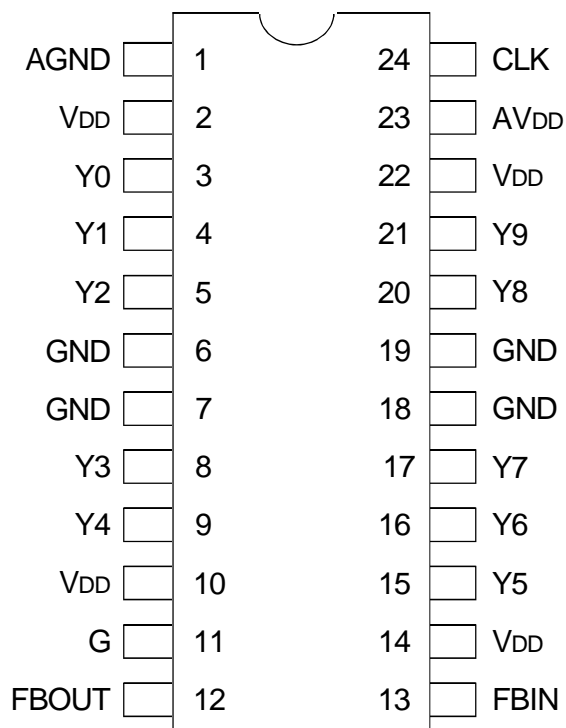 AGND 1 24 CLK
VDD 2 23 AVDD
Y0 3 22 VDD
Y1 4 21 Y9
Y2 5 20 Y8
GND 6 19 GND
GND 7 18 GND
Y3 8 17 Y7
Y4 9 16 Y6
VDD 10 15 Y5
G 11 14 VDD
FBOUT 12 13 FBIN